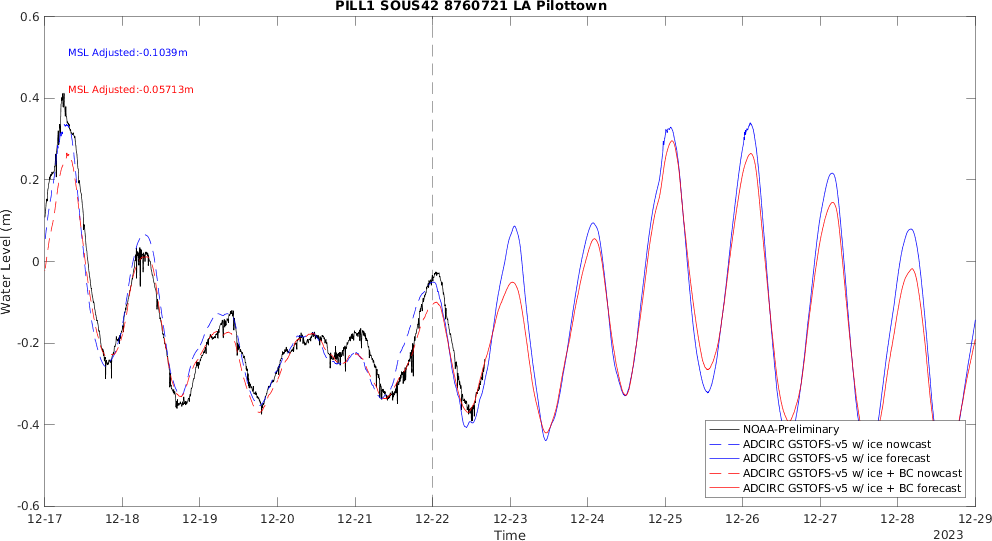 PILL1 SOUS42 8760721 LA Pilottown
0.6
0.4
0.2
0
-0.2
-0.4
-0.6
Water Level (m)
MSL Adjusted:-0.1039m
MSL Adjusted:-0.05713m
NOAA-Preliminary
ADCIRC GSTOFS-v5 w/ ice nowcast
ADCIRC GSTOFS-v5 w/ ice forecast
ADCIRC GSTOFS-v5 w/ ice + BC nowcast
ADCIRC GSTOFS-v5 w/ ice + BC forecast
12-17 12-18 12-19 12-20 12-21 12-22 12-23 12-24 12-25 12-26 12-27 12-28 12-29
Time
2023